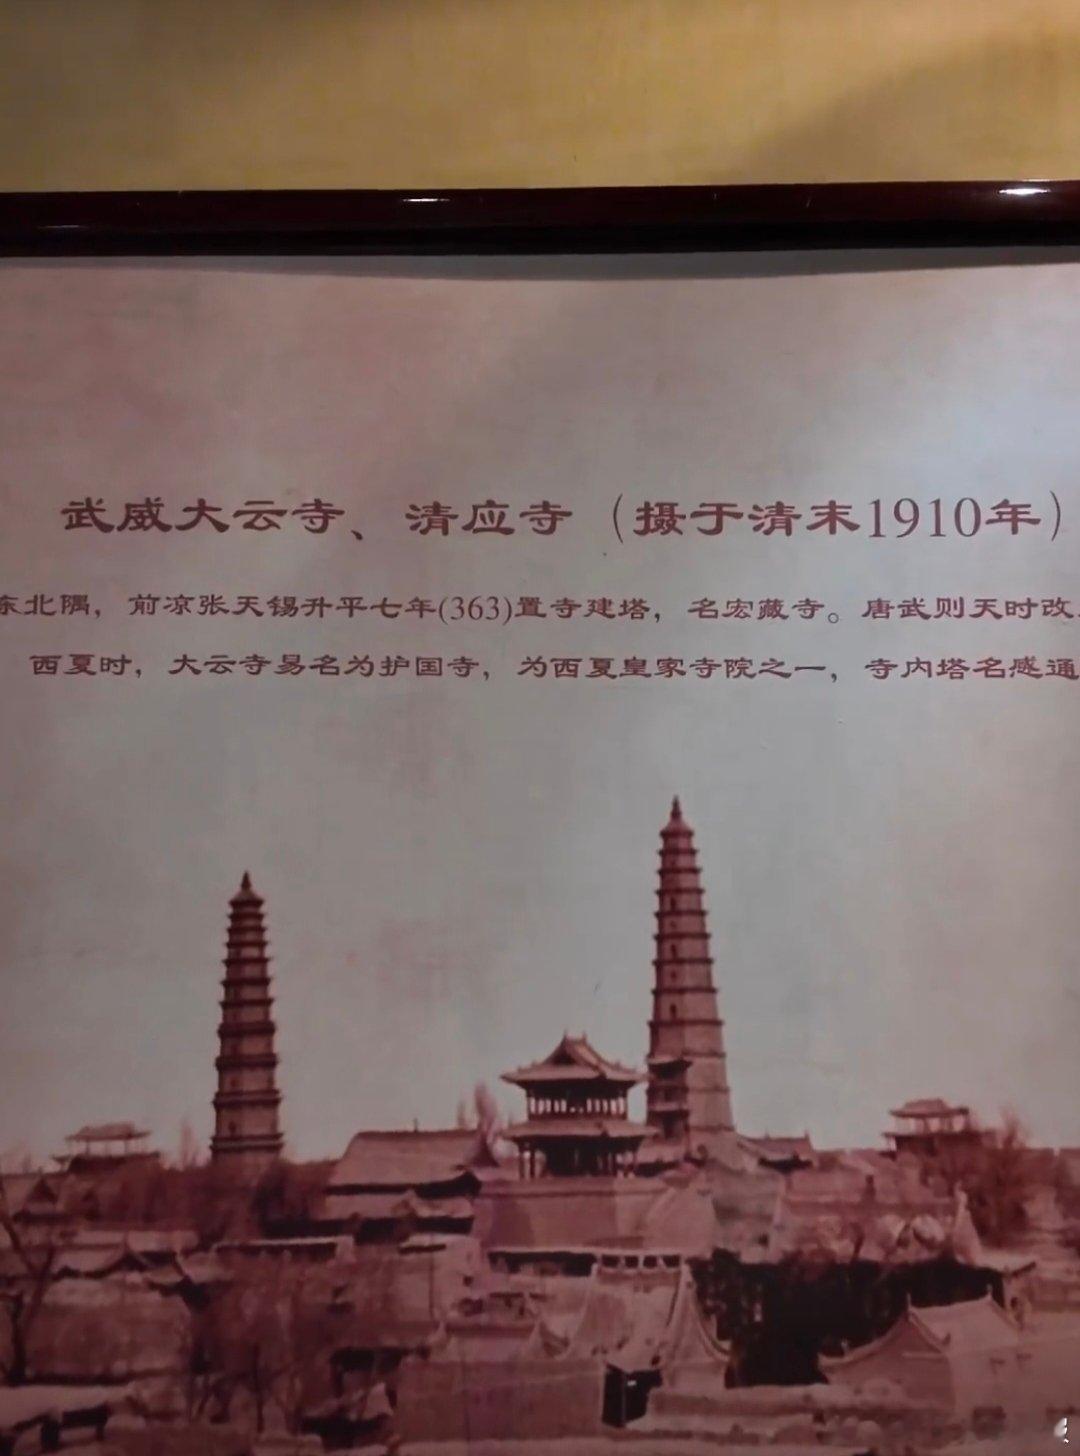 武威大云寺、清应寺（摄于清末1910年）
东北隅，前凉张天锡升平七年(363)置寺建塔，名宏藏寺。唐武则天时改
西夏时，大云寺易名为护国寺，为西夏皇家寺院之一，寺内塔名感通